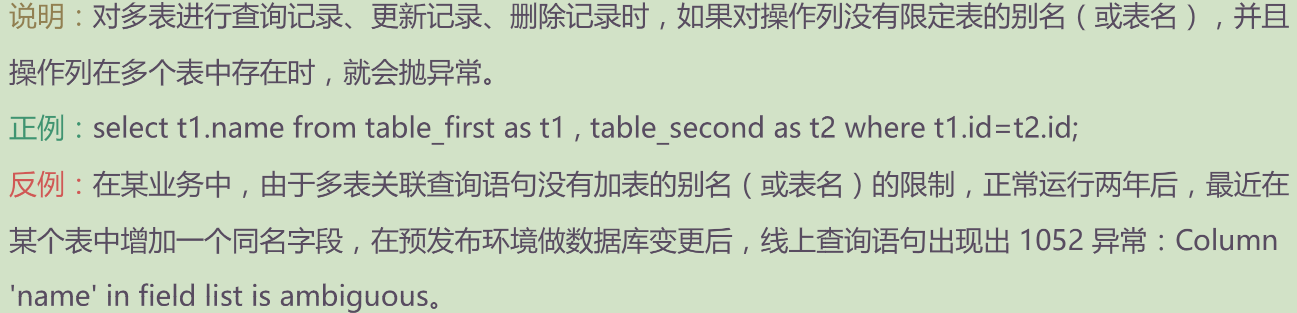 说明：对多表进行查询记录、更新记录、删除记录时，如果对操作列没有限定表的别名（或表名），并且
操作列在多个表中存在时，就会抛异常。
正例：select t1.name from table_first as t1 , table_second as t2 where t1.id=t2.id;
反例：在某业务中，由于多表关联查询语句没有加表的别名（或表名）的限制，正常运行两年后，最近在
某个表中增加一个同名字段，在预发布环境做数据库变更后，线上查询语句出现出 1052 异常：Column
'name' in field list is ambiguous。